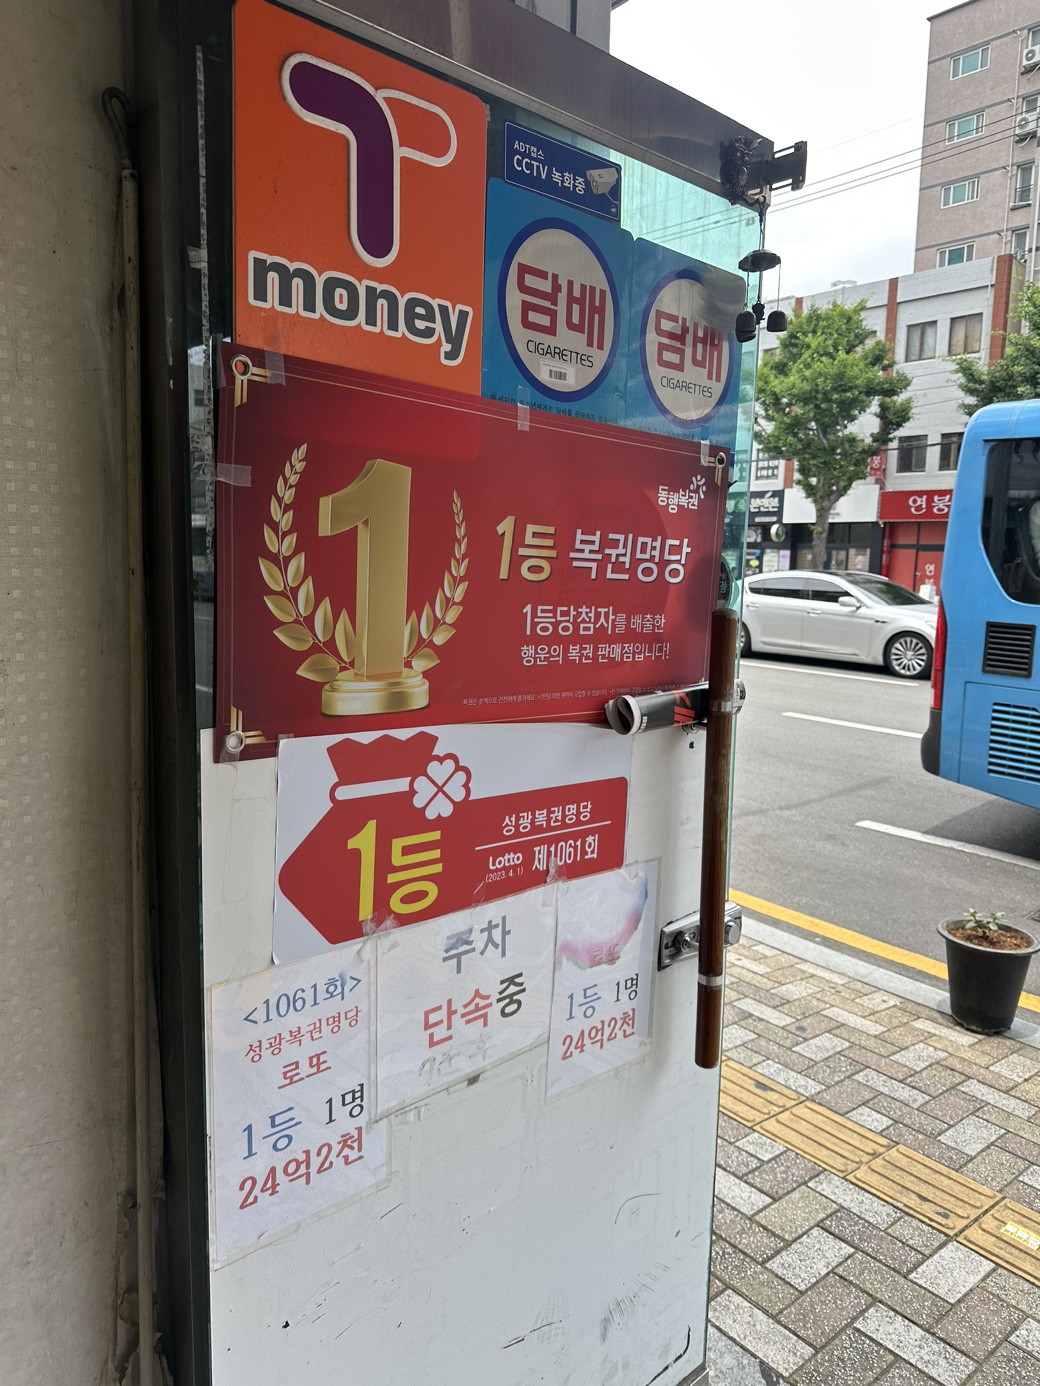 T
money
ADT캡스
CCTV 녹화중
담배
CIGARETTES
담배
CIGARETTES
동행복권
1
1등 복권명당
1등당첨자를 배출한
행운의 복권 판매점입니다!
1등
성광복권명당
Lotto 제1061회
(2023. 4. 1)
<1061회>
성광복권명당
로또
1등 1명
24억2천
주차
단속중
로또
1등 1명
24억2천
연봉